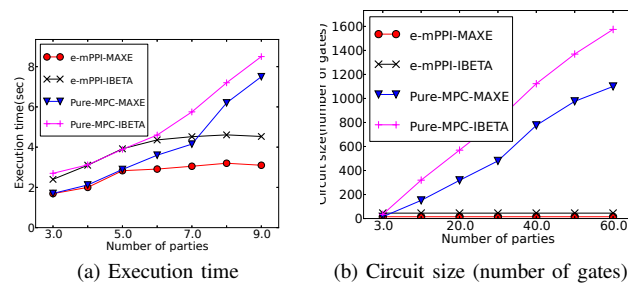 Execution time(sec)
8
6
4
2
0
3.0 5.0 7.0 9.0
Number of parties
e-mPPI-MAXE
e-mPPI-IBETA
Pure-MPC-MAXE
Pure-MPC-IBETA
(a) Execution time
Circuit size(number of gates)
1600
1400
1200
1000
800
600
400
200
0
3.0 20.0 40.0 60.0
Number of parties
e-mPPI-MAXE
e-mPPI-IBETA
Pure-MPC-MAXE
Pure-MPC-IBETA
(b) Circuit size (number of gates)